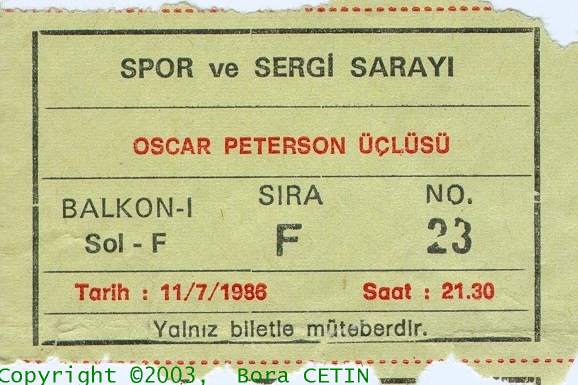 SPOR ve SERGİ SARAYI
OSCAR PETERSON ÜÇLÜSÜ
BALKON-I SIRA NO.
Sol - F F 23
Tarih : 11/7/1986 Saat : 21.30
Yalnız biletle müteberdir.
Copyright ©2003, Bora CETIN